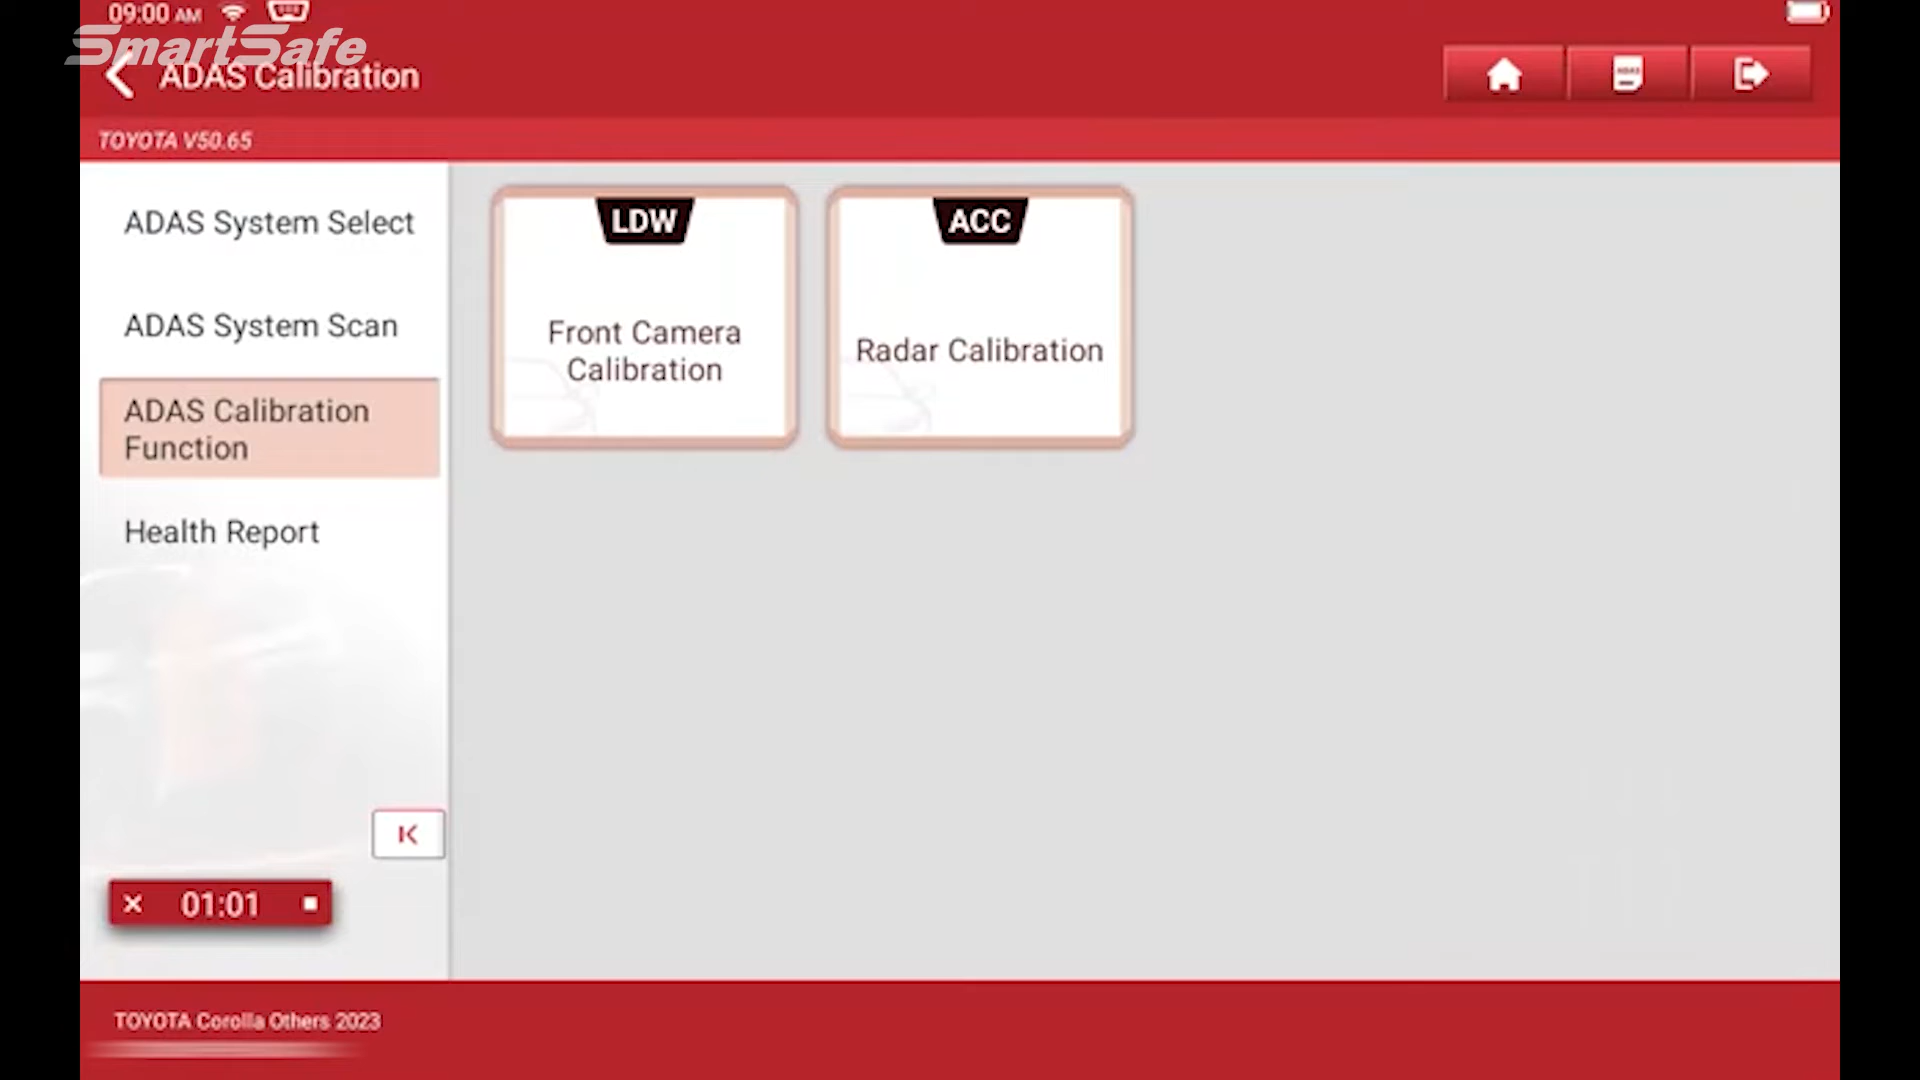 09:00 AM
SmartSafe
ADAS Calibration
ADAS
TOYOTA V50.65
ADAS System Select
ADAS System Scan
ADAS Calibration
Function
Health Report
LDW
Front Camera
Calibration
ACC
Radar Calibration
01:01
TOYOTA Corolla Others 2023